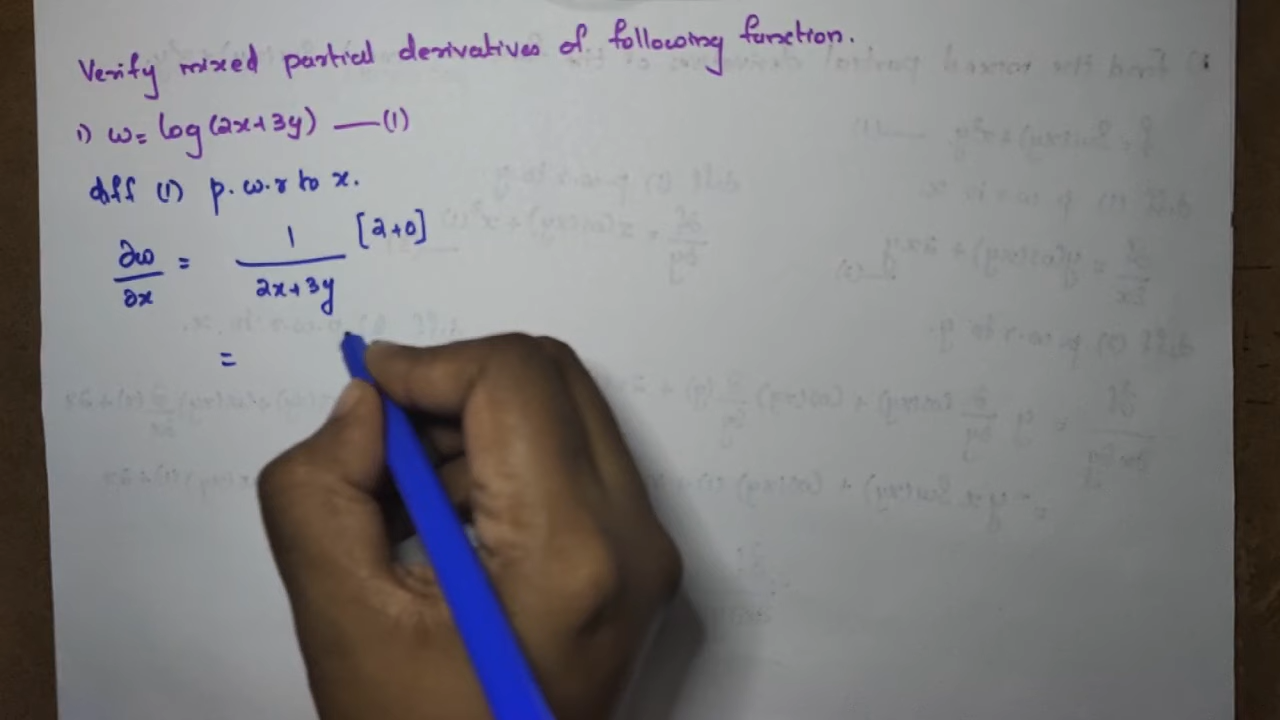 Verify mixed partial derivatives of following function.
1) w = log(2x+3y) —(1)
diff (1) p.w.r to x.
∂w/∂x = 1/(2x+3y) [2+0]
=